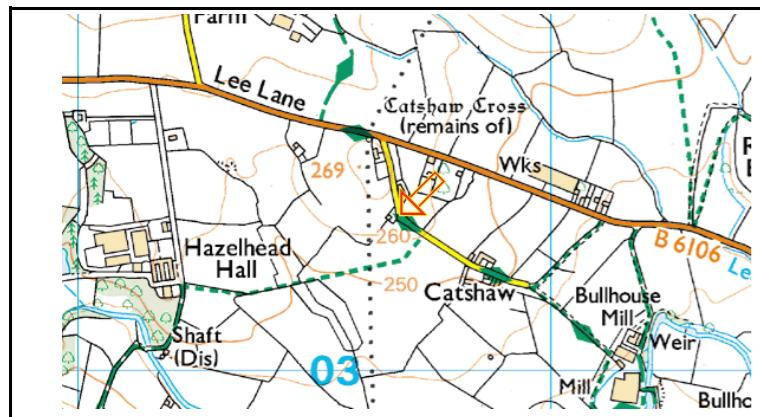 Farm
Lee Lane
Catshaw Cross
(remains of)
269
Wks
260
B 6106
Hazelhead
Hall
250
Catshaw
Bullhouse
Mill
Shaft
(Dis)
Weir
03
Mill